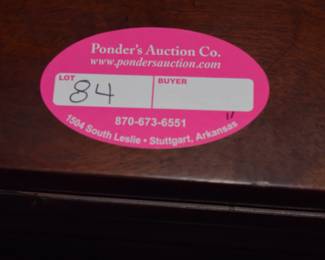 Ponder's Auction Co.
www.pondersauction.com
LOT
BUYER
84
870-673-6551
1504 South Leslie • Stuttgart, Arkansas